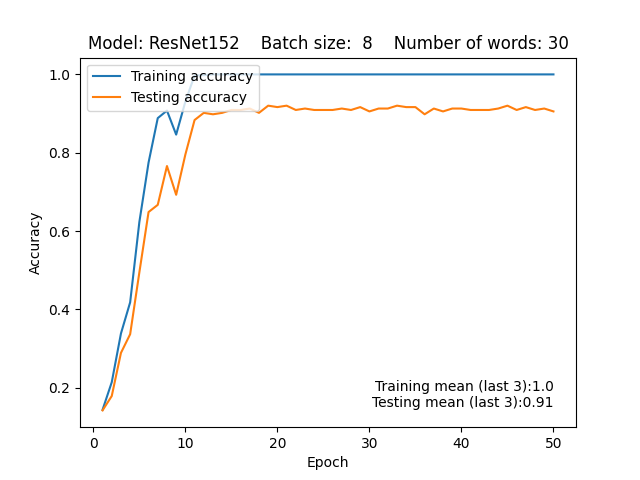 Model: ResNet152    Batch size:  8    Number of words: 30
Training accuracy
Testing accuracy
1.0
0.8
0.6
0.4
0.2
Accuracy
Training mean (last 3):1.0
Testing mean (last 3):0.91
0
10
20
30
40
50
Epoch